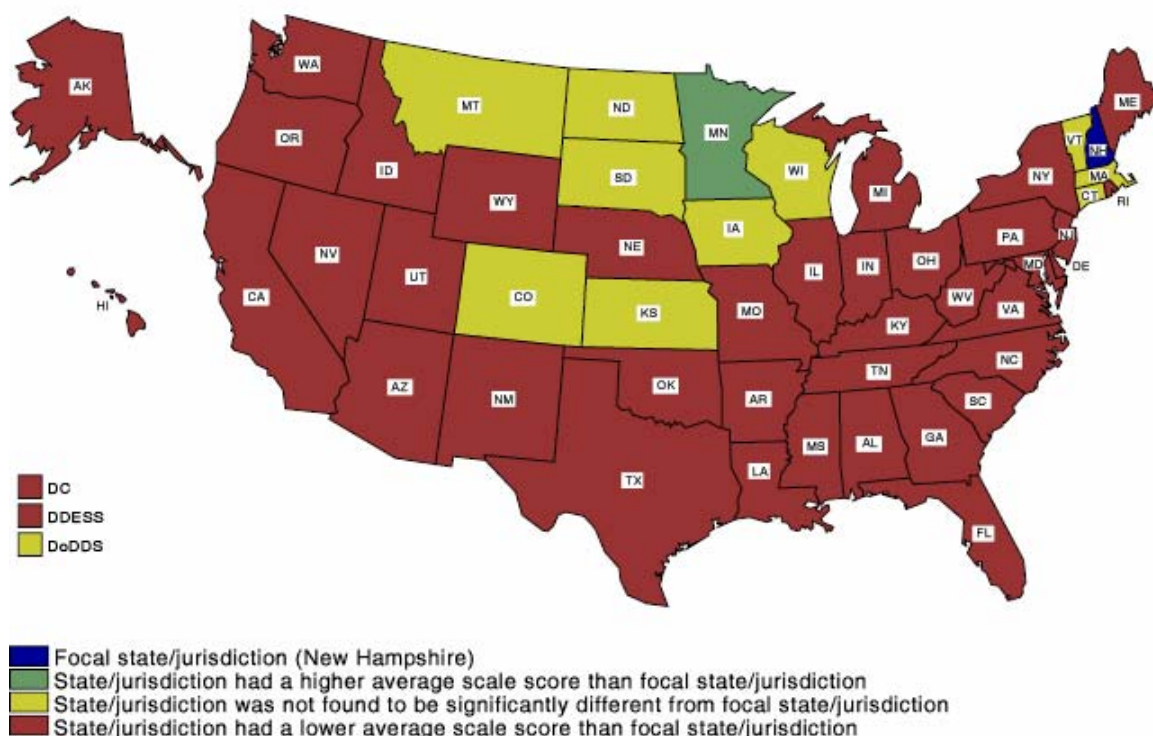 AK
WA
MT
ND
MN
ME
OR
ID
SD
WI
VT
NH
WY
MI
NY
MA
CT
RI
NE
IA
PA
NJ
NV
UT
IL
IN
OH
MD
DE
CA
CO
KS
MO
WV
VA
HI
KY
NC
AZ
NM
OK
AR
TN
SC
MS
AL
GA
LA
TX
FL
DC
DDESS
DoDDS
Focal state/jurisdiction (New Hampshire)
State/jurisdiction had a higher average scale score than focal state/jurisdiction
State/jurisdiction was not found to be significantly different from focal state/jurisdiction
State/jurisdiction had a lower average scale score than focal state/jurisdiction